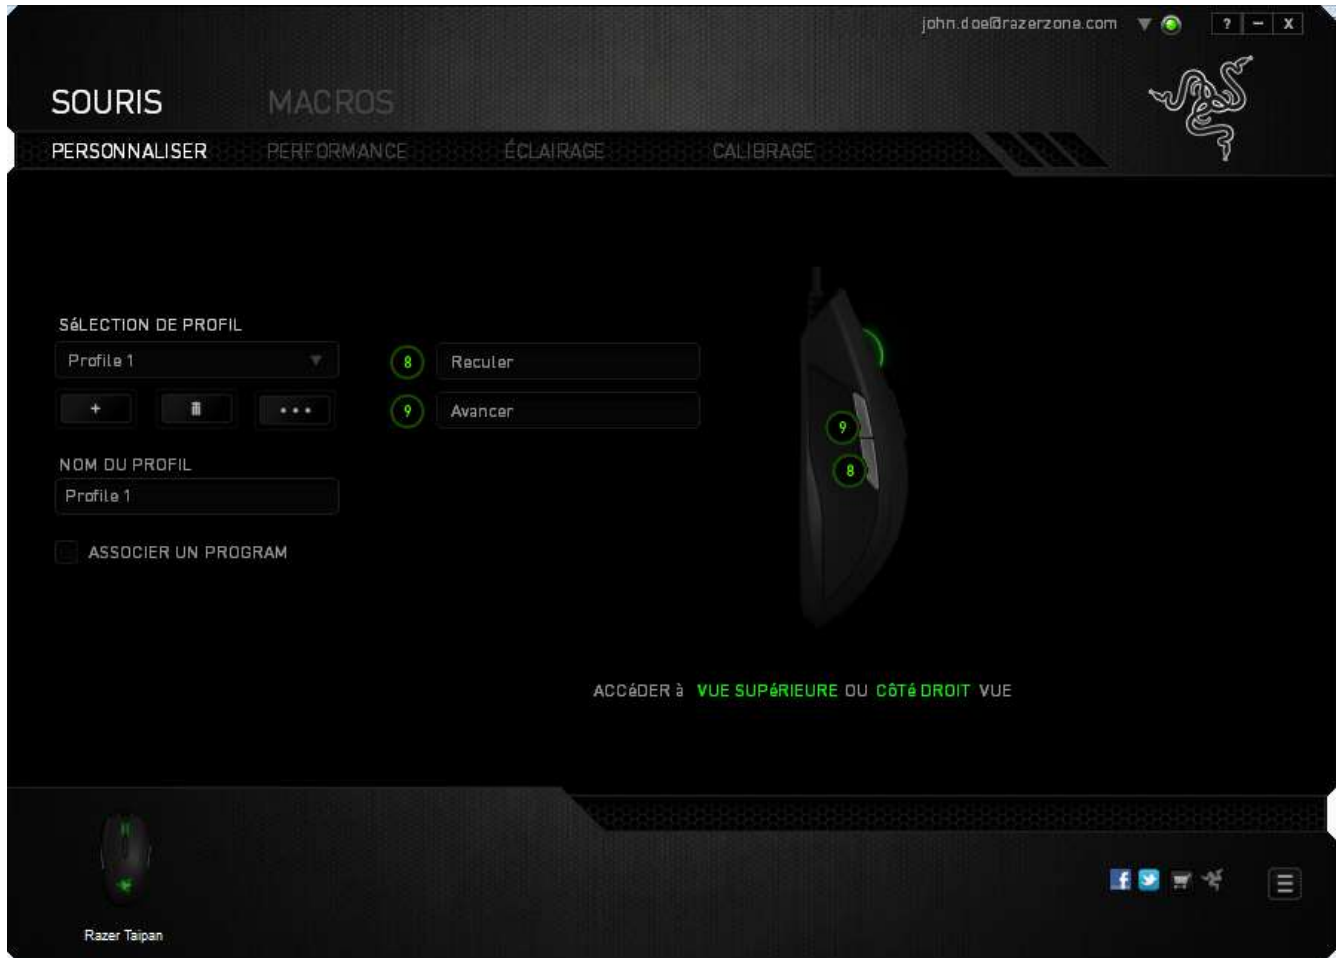 john.doe@razerzone.com
? – X
SOURIS MACROS
PERSONNALISER PERFORMANCE ÉCLAIRAGE CALIBRAGE
SéLECTION DE PROFIL
Profile 1
8 Reculer
+ •••
9 Avancer
NOM DU PROFIL
Profile 1
ASSOCIER UN PROGRAM
9
8
ACCéDER à VUE SUPéRIEURE OU CôTé DROIT VUE
f
Razer Taipan